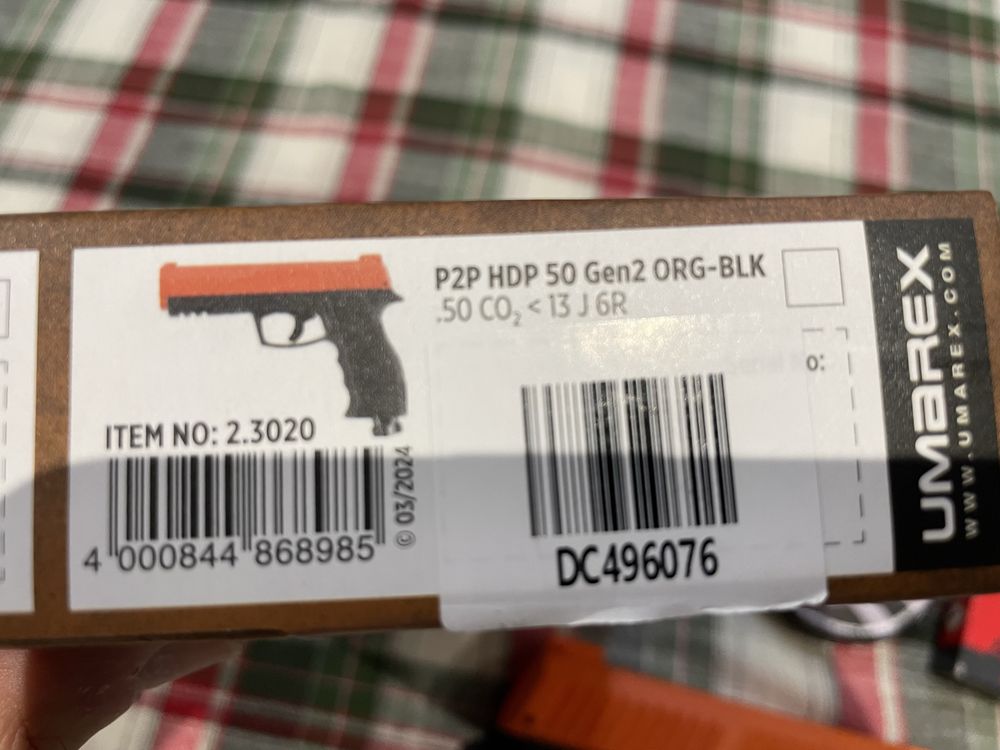 P2P HDP 50 Gen2 ORG-BLK
.50 CO₂ < 13 J 6R
o:
ITEM NO: 2.3020
4 000844 868985
© 03/2024
DC496076
UMAREX
WWW.UMAREX.COM